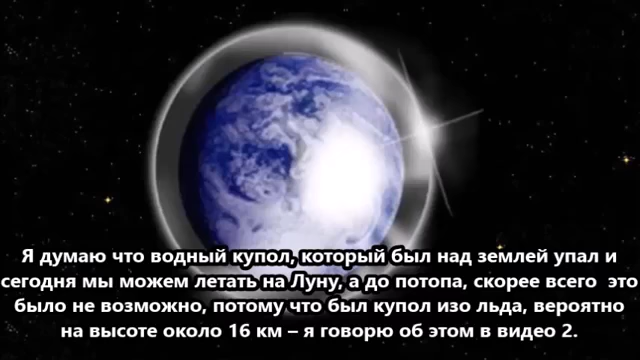 Я думаю что водный купол, который был над землей упал и
сегодня мы можем летать на Луну, а до потопа, скорее всего это
было не возможно, потому что был купол изо льда, вероятно
на высоте около 16 км – я говорю об этом в видео 2.